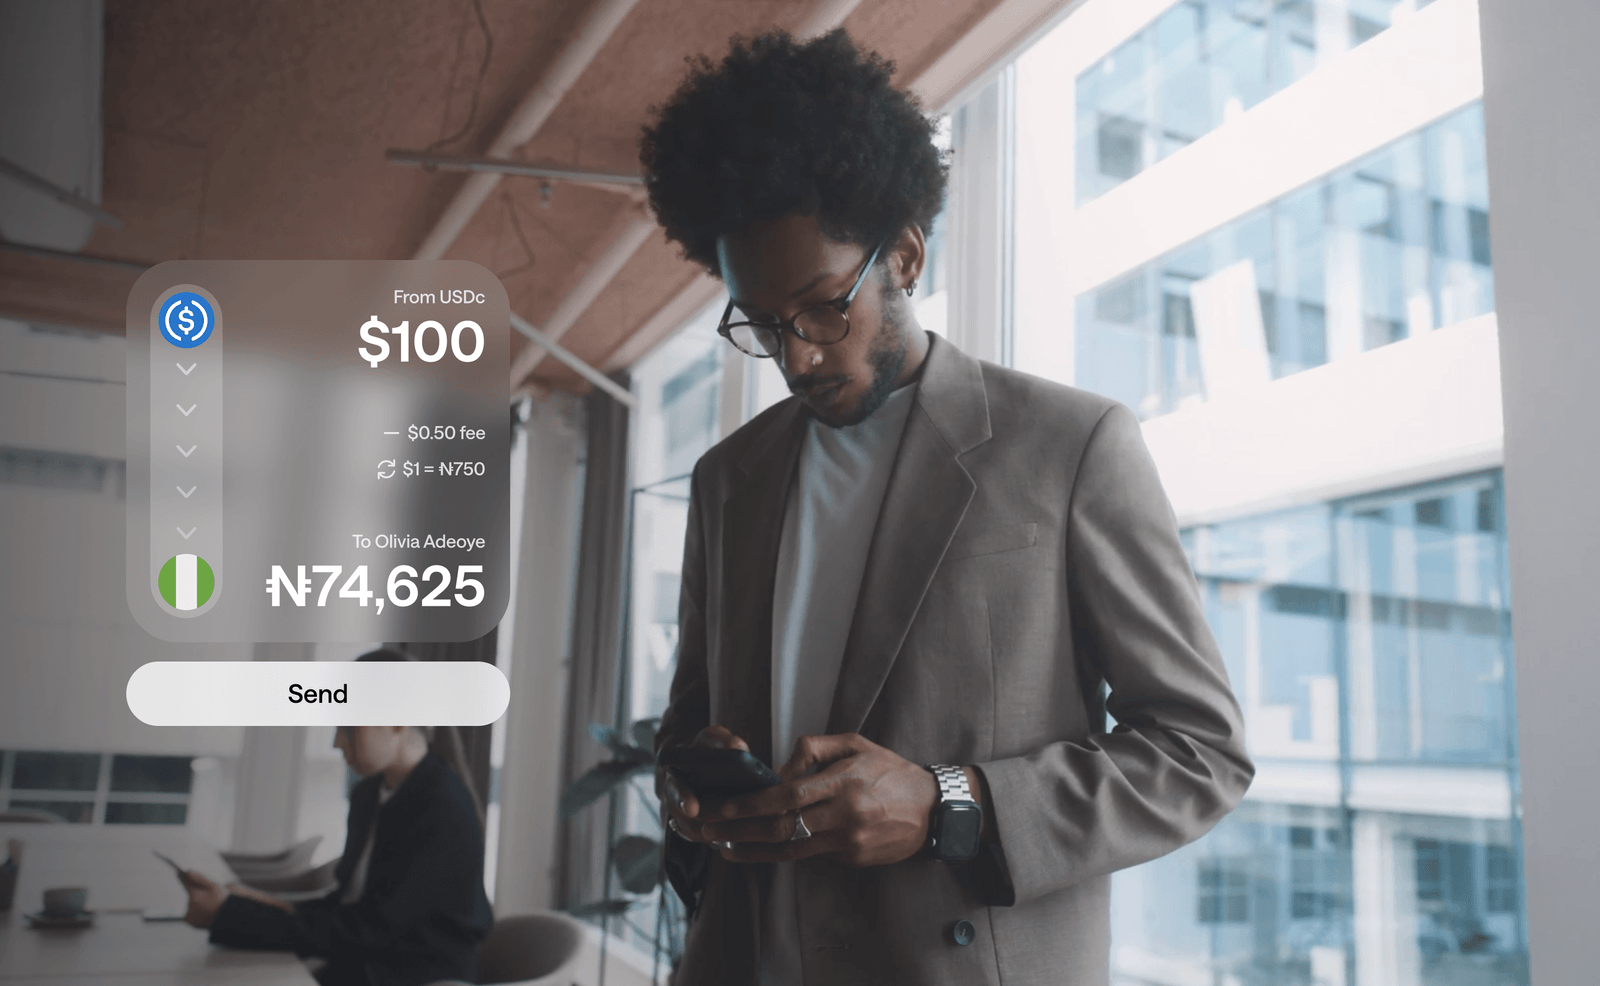 From USDc
$100
— $0.50 fee
$1 = ₦750
To Olivia Adeoye
₦74,625
Send